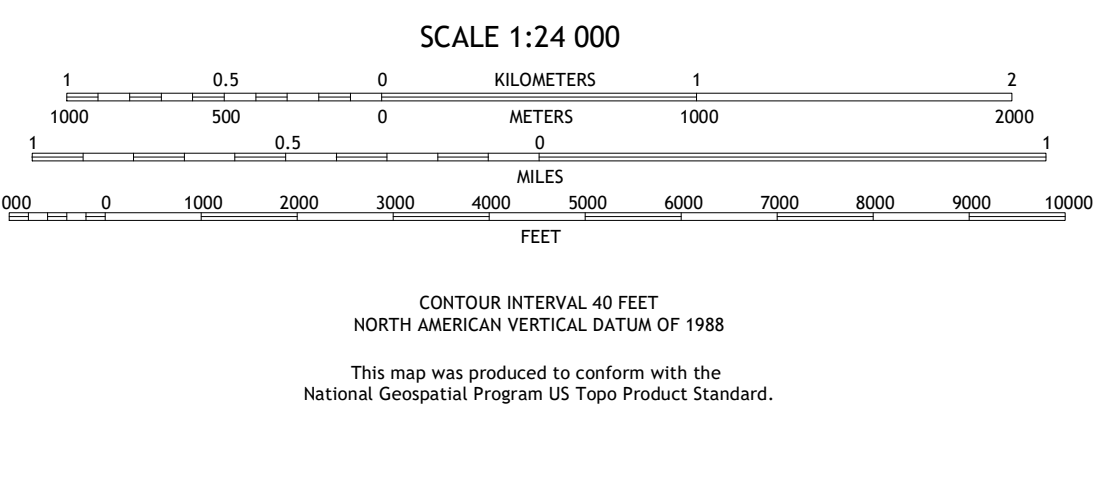 SCALE 1:24 000
1 0.5 0 KILOMETERS 1 2
1000 500 0 METERS 1000 2000
1 0.5 0 1
MILES
000 0 1000 2000 3000 4000 5000 6000 7000 8000 9000 10000
FEET
CONTOUR INTERVAL 40 FEET
NORTH AMERICAN VERTICAL DATUM OF 1988
This map was produced to conform with the
National Geospatial Program US Topo Product Standard.